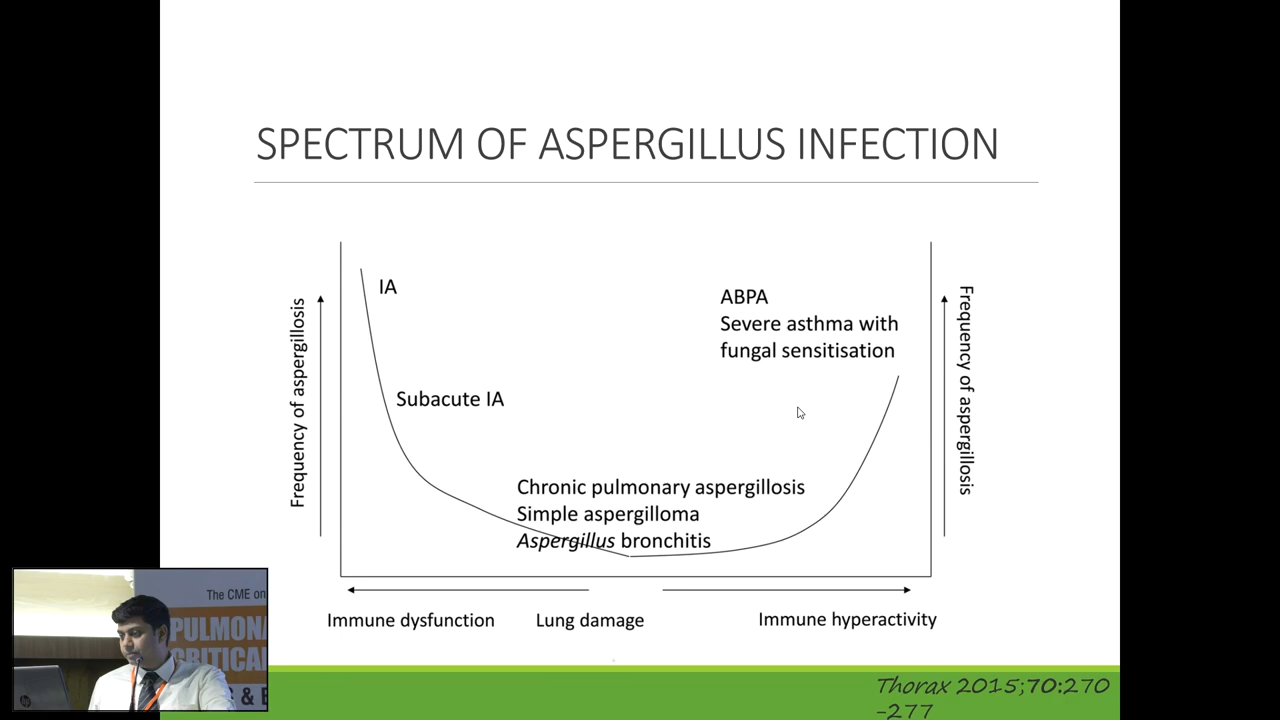 SPECTRUM OF ASPERGILLUS INFECTION
Frequency of aspergillosis
IA
Subacute IA
Chronic pulmonary aspergillosis
Simple aspergilloma
Aspergillus bronchitis
ABPA
Severe asthma with
fungal sensitisation
Frequency of aspergillosis
Immune dysfunction
Lung damage
Immune hyperactivity
The CME on
PULMONA
CRITICAL
C & E
Thorax 2015;70:270
-277